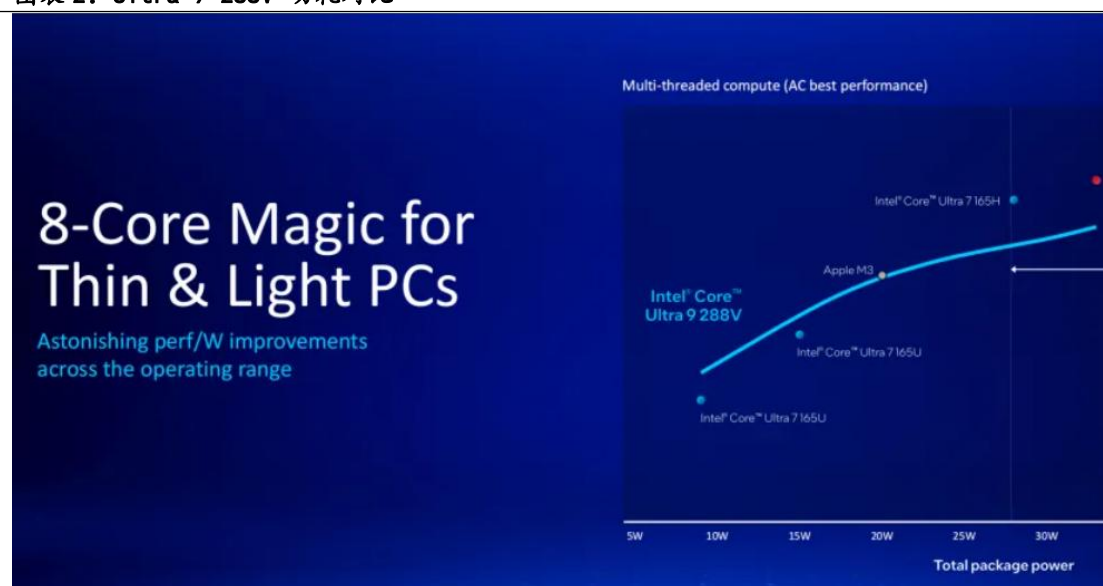 Multi-threaded compute (AC best performance)
8-Core Magic for
Thin & Light PCs
Astonishing perf/W improvements
across the operating range
Intel® Core™ Ultra 7 165H
Apple M3
Intel® Core™
Ultra 9 288V
Intel® Core™ Ultra 7 165U
Intel® Core™ Ultra 7 165U
5W 10W 15W 20W 25W 30W
Total package power